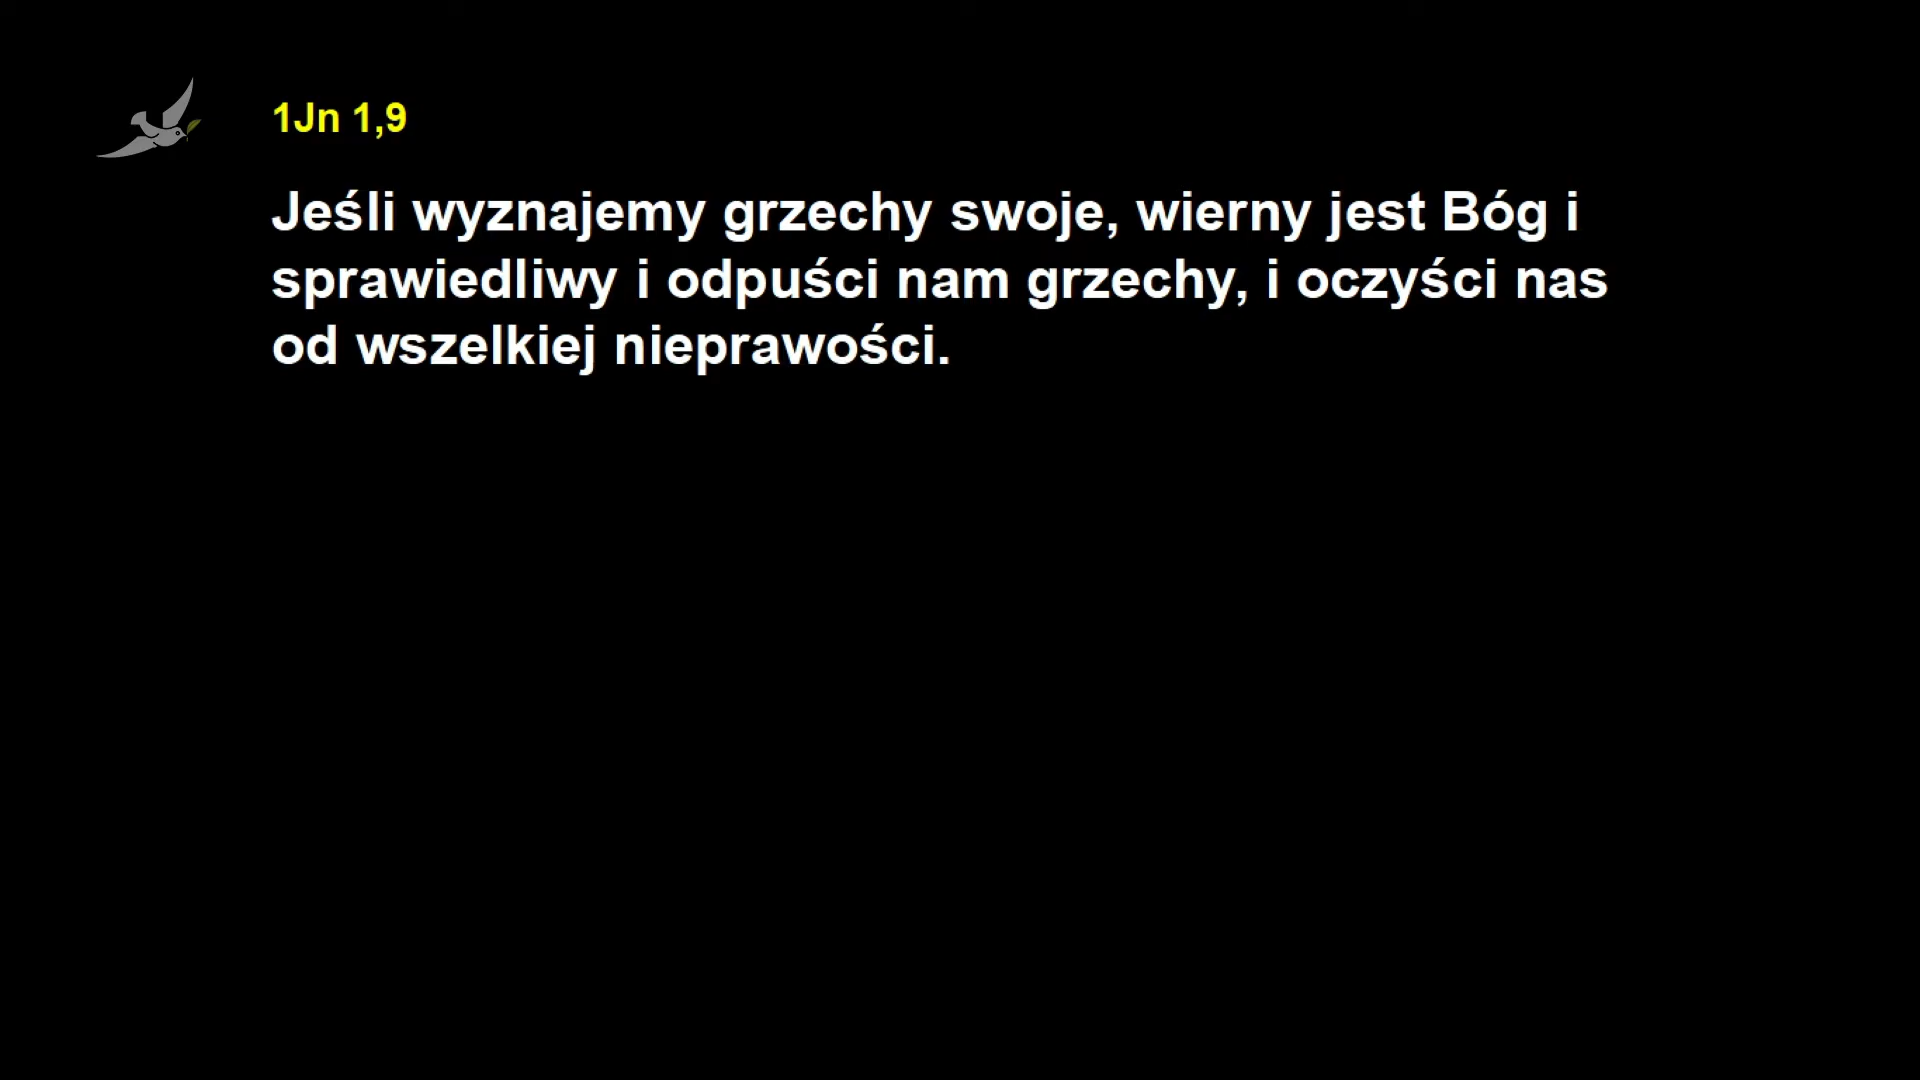 1Jn 1,9
Jeśli wyznajemy grzechy swoje, wierny jest Bóg i
sprawiedliwy i odpuści nam grzechy, i oczyści nas
od wszelkiej nieprawości.